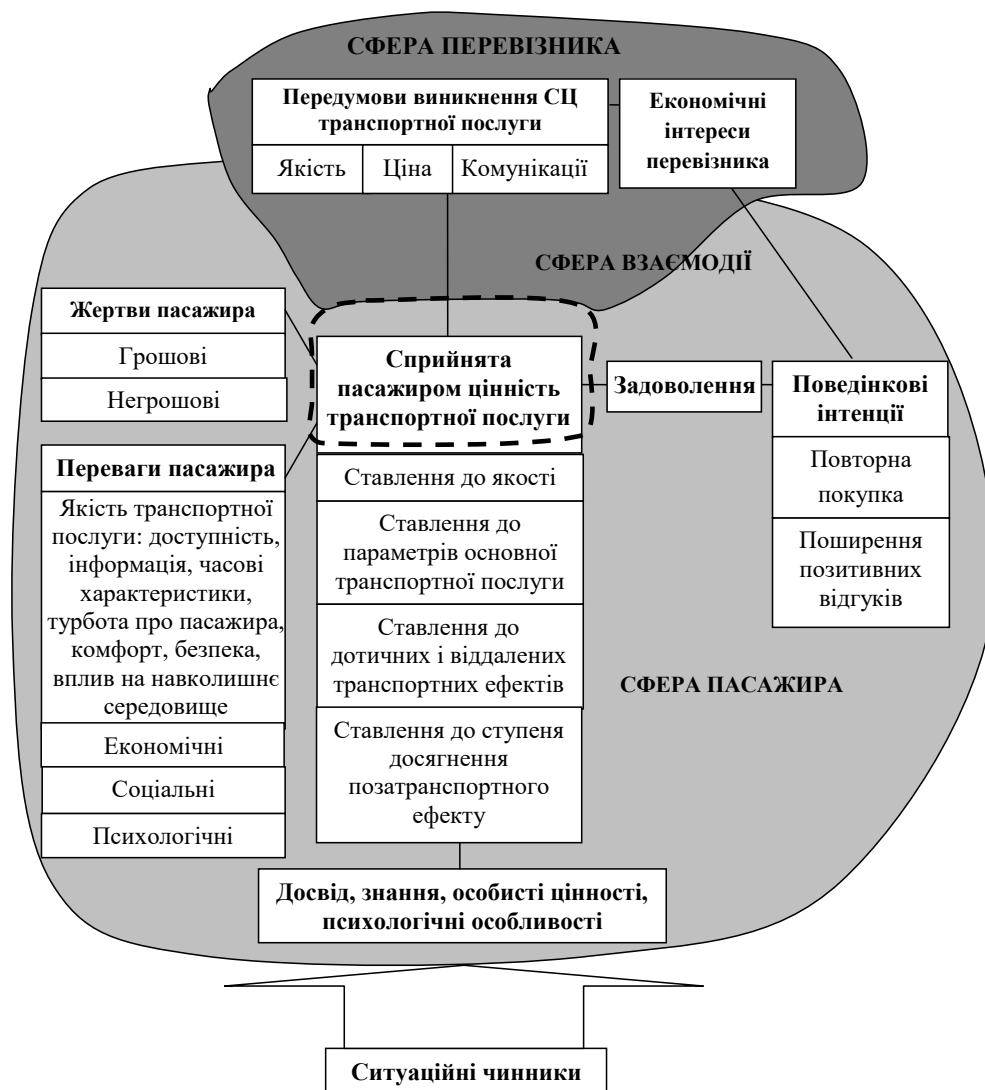 СФЕРА ПЕРЕВІЗНИКА
Передумови виникнення СЦ
транспортної послуги
Якість
Ціна
Комунікації
Економічні
інтереси
перевізника
СФЕРА ВЗАЄМОДІЇ
Жертви пасажира
Грошові
Негрошові
Переваги пасажира
Якість транспортної
послуги: доступність,
інформація, часові
характеристики,
турбота про пасажира,
комфорт, безпека,
вплив на навколишнє
середовище
Економічні
Соціальні
Психологічні
Сприйнята
пасажиром цінність
транспортної послуги
Ставлення до якості
Ставлення до
параметрів основної
транспортної послуги
Ставлення до
дотичних і віддалених
транспортних ефектів
Ставлення до ступеня
досягнення
позатранспортного
ефекту
Задоволення
Поведінкові
інтенції
Повторна
покупка
Поширення
позитивних
відгуків
СФЕРА ПАСАЖИРА
Досвід, знання, особисті цінності,
психологічні особливості
Ситуаційні чинники